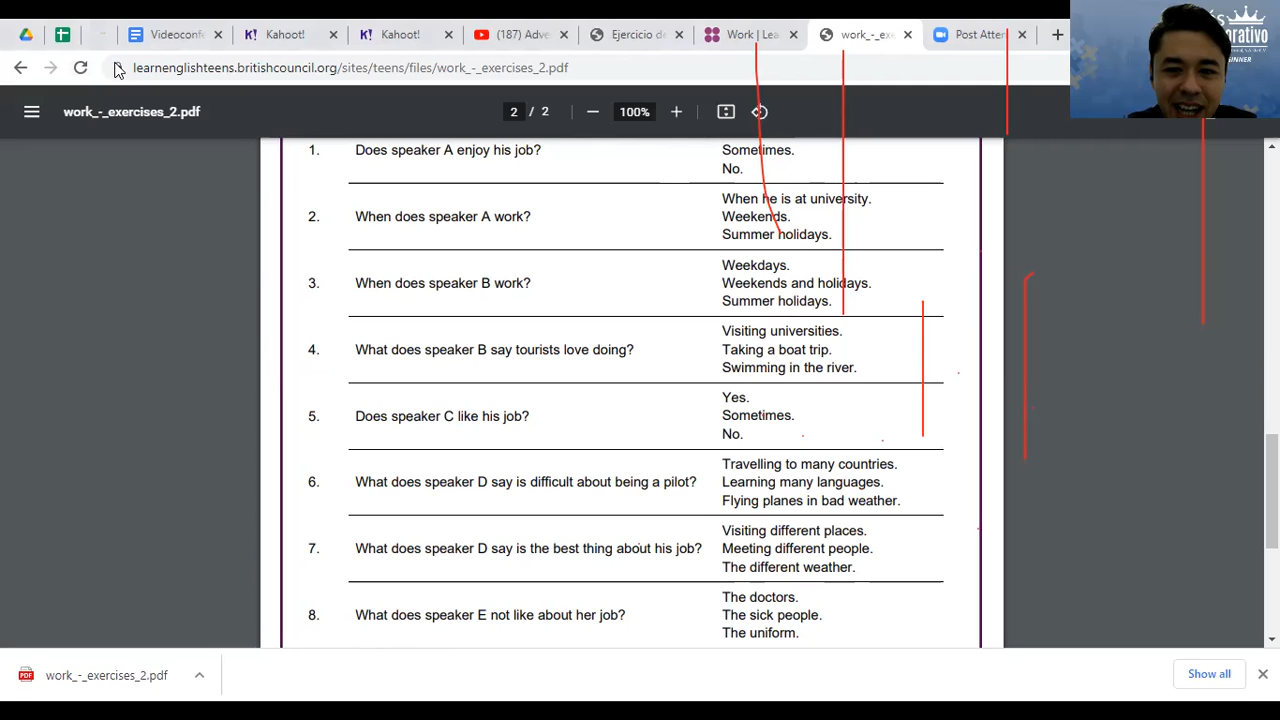 Videoconf
Kahoot!
Kahoot!
(187) Adve
Ejercicio de
Work | Lea
work_-_exe
Post Atten
orativo
NNER
learnenglishteens.britishcouncil.org/sites/teens/files/work_-_exercises_2.pdf
work_-_exercises_2.pdf
2 / 2
100%
1. Does speaker A enjoy his job?
Sometimes.
No.
2. When does speaker A work?
When he is at university.
Weekends.
Summer holidays.
3. When does speaker B work?
Weekdays.
Weekends and holidays.
Summer holidays.
4. What does speaker B say tourists love doing?
Visiting universities.
Taking a boat trip.
Swimming in the river.
5. Does speaker C like his job?
Yes.
Sometimes.
No.
6. What does speaker D say is difficult about being a pilot?
Travelling to many countries.
Learning many languages.
Flying planes in bad weather.
7. What does speaker D say is the best thing about his job?
Visiting different places.
Meeting different people.
The different weather.
8. What does speaker E not like about her job?
The doctors.
The sick people.
The uniform.
PDF
work_-_exercises_2.pdf
Show all